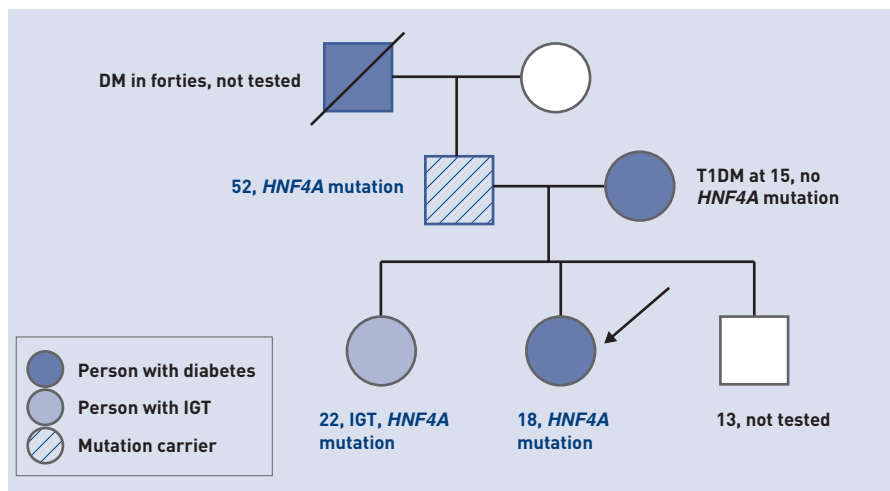 DM in forties, not tested
52, HNF4A mutation
T1DM at 15, no
HNF4A mutation
Person with diabetes
Person with IGT
Mutation carrier
22, IGT, HNF4A
mutation
18, HNF4A
mutation
13, not tested